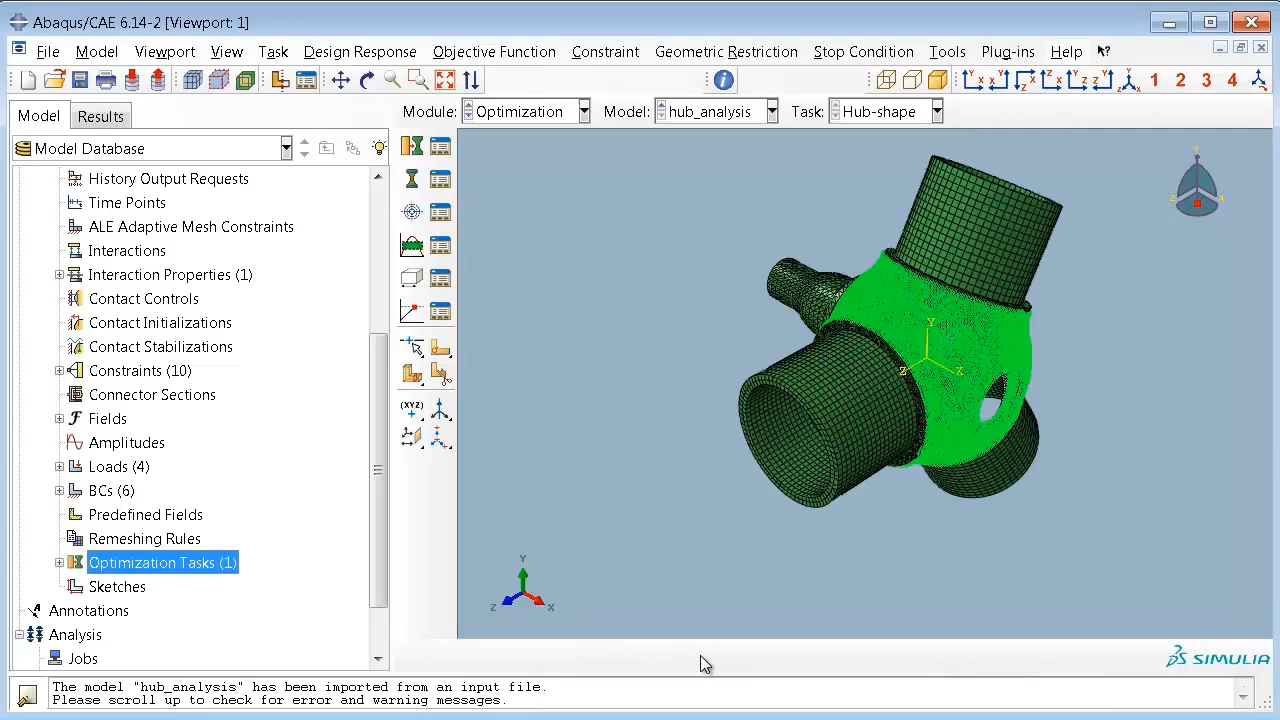 Abaqus/CAE 6.14-2 [Viewport: 1]
File Model Viewport View Task Design Response Objective Function Constraint Geometric Restriction Stop Condition Tools Plug-ins Help
1 2 3 4
Model Results
Module: Optimization Model: hub_analysis Task: Hub-shape
Model Database
History Output Requests
Time Points
ALE Adaptive Mesh Constraints
Interactions
Interaction Properties (1)
Contact Controls
Contact Initializations
Contact Stabilizations
Constraints (10)
Connector Sections
Fields
Amplitudes
Loads (4)
BCs (6)
Predefined Fields
Remeshing Rules
Optimization Tasks (1)
Sketches
Annotations
Analysis
Jobs
(XYZ)
Y
Z X
Y
Z X
Y
Z X
SIMULIA
The model "hub_analysis" has been imported from an input file.
Please scroll up to check for error and warning messages.